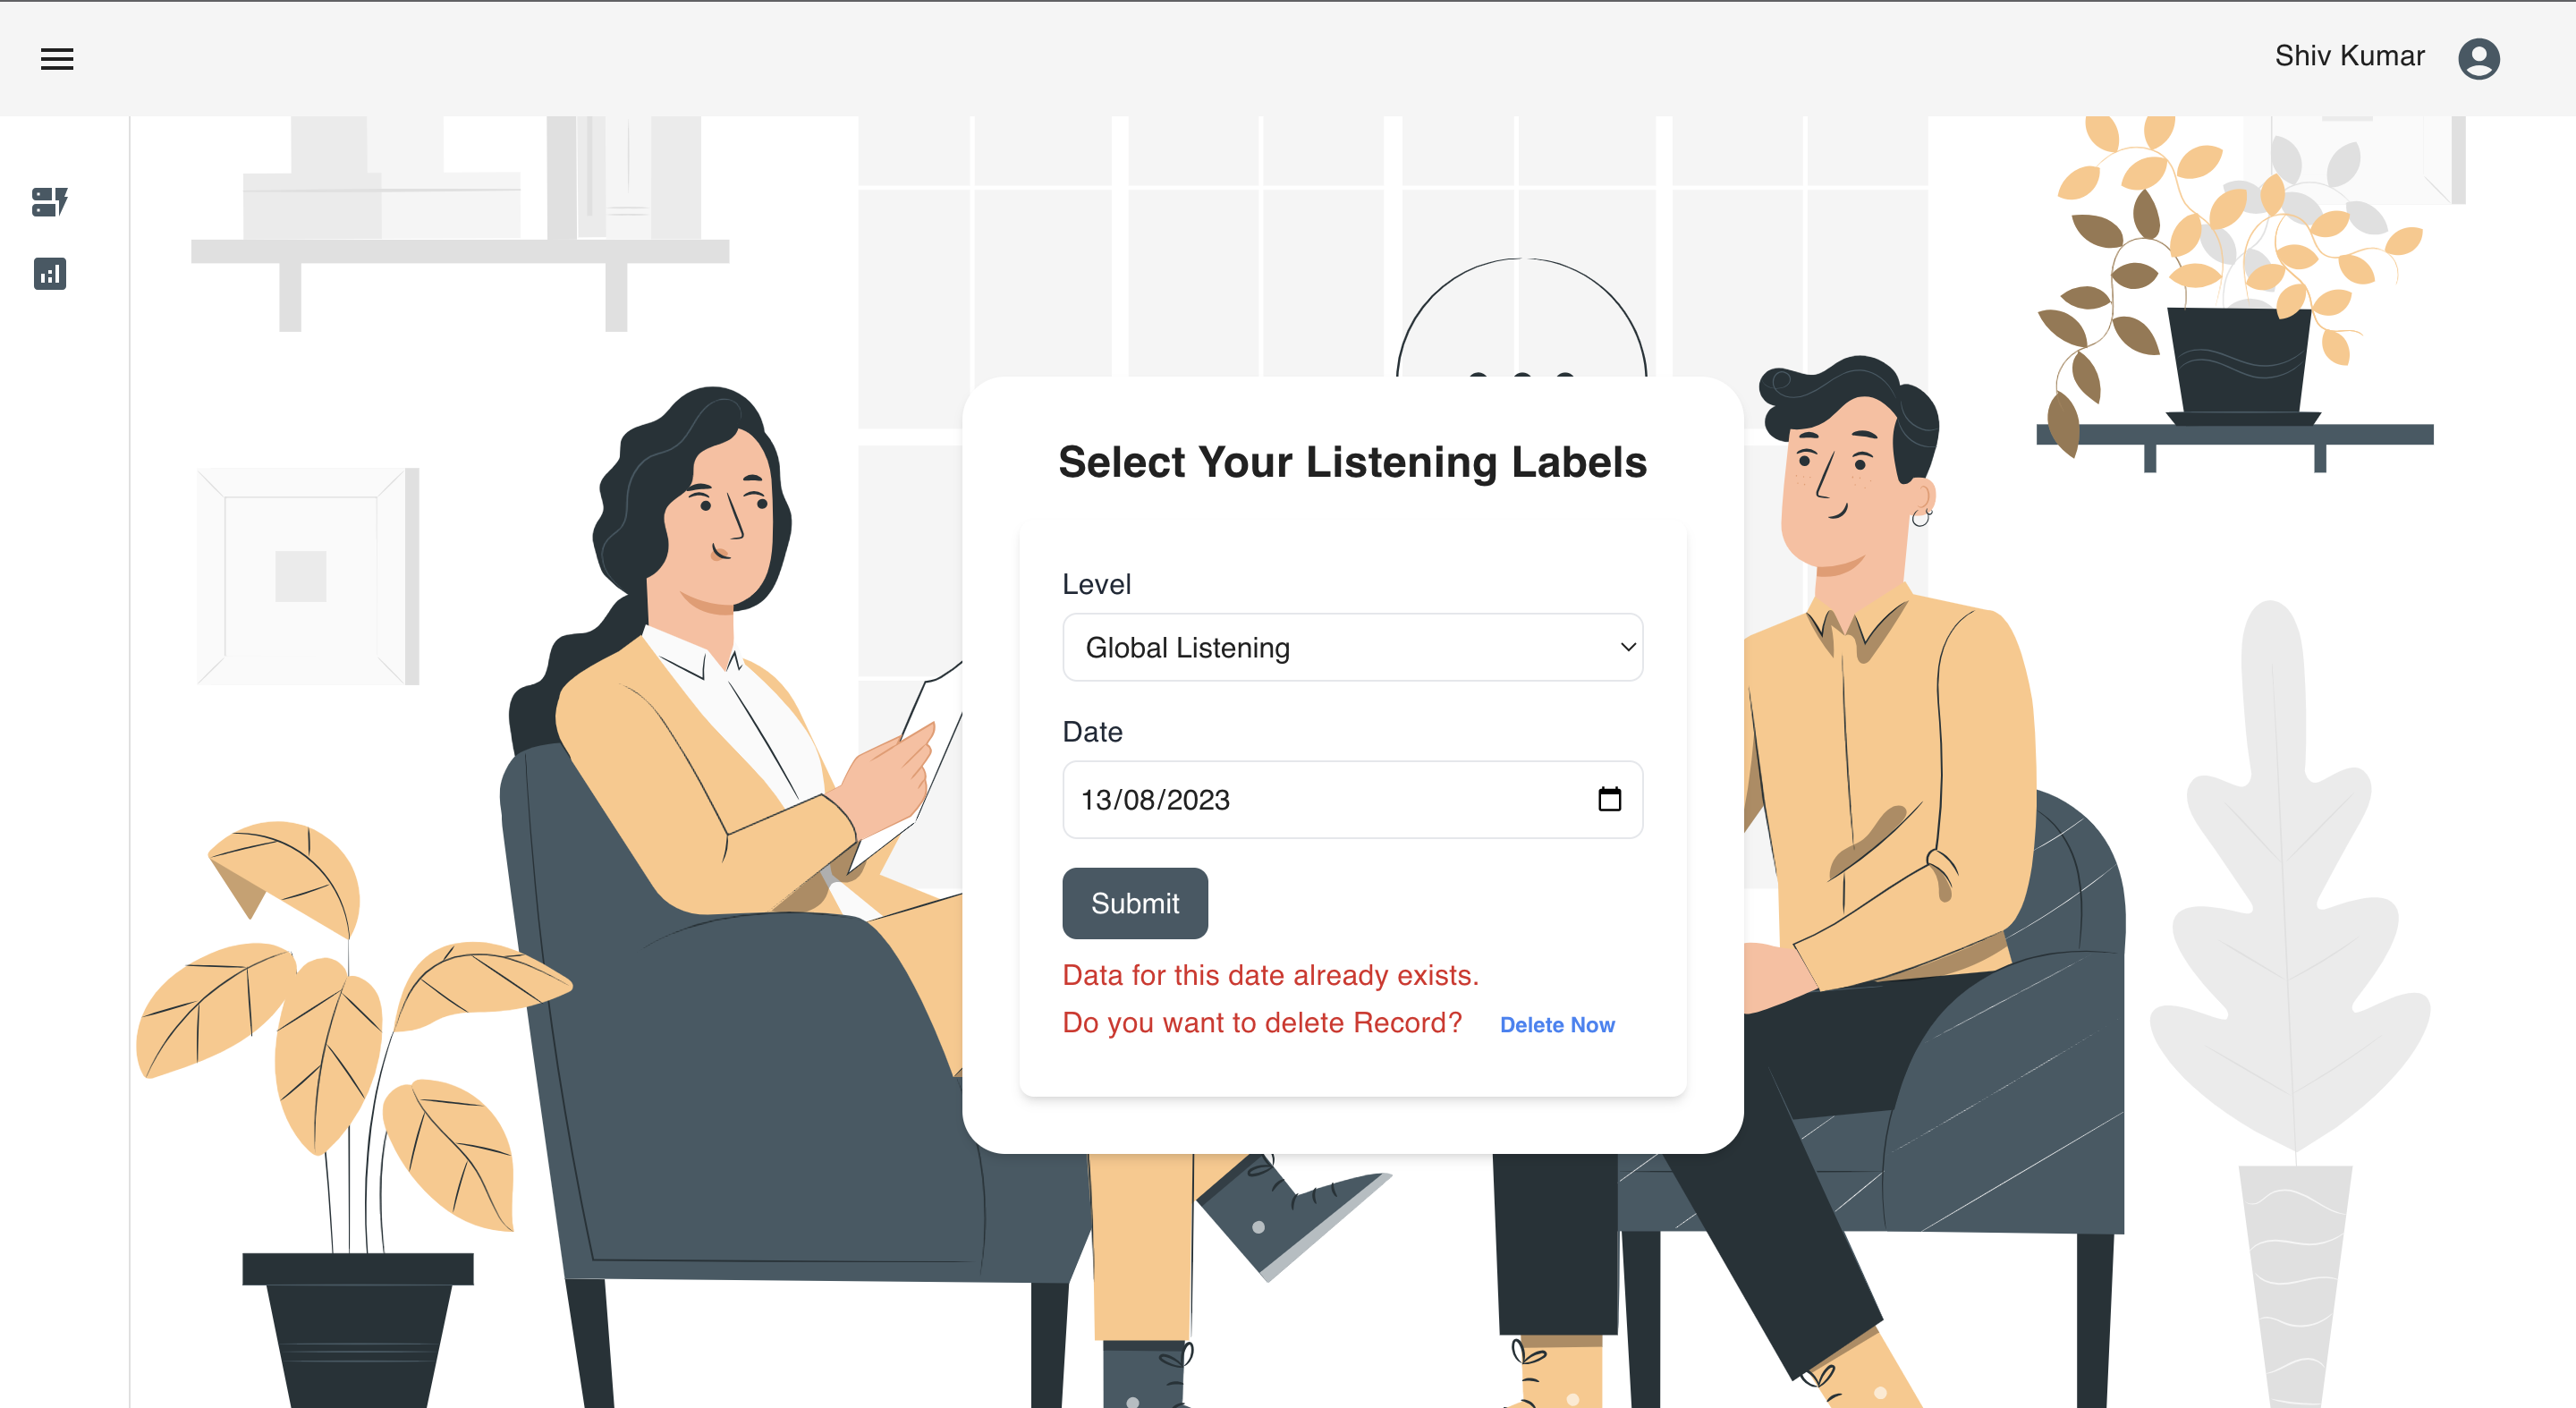 Shiv Kumar
Select Your Listening Labels
Level
Global Listening
Date
13/08/2023
Submit
Data for this date already exists.
Do you want to delete Record? Delete Now